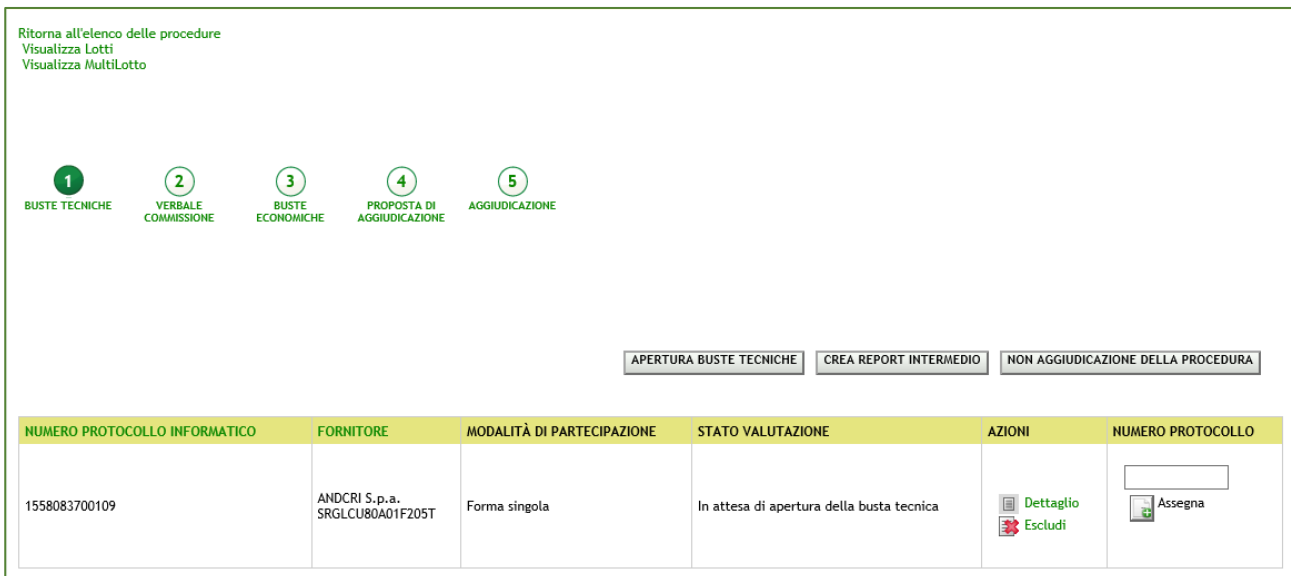 Ritorna all'elenco delle procedure
Visualizza Lotti
Visualizza MultiLotto
1
BUSTE TECNICHE
2
VERBALE
COMMISSIONE
3
BUSTE
ECONOMICHE
4
PROPOSTA DI
AGGIUDICAZIONE
5
AGGIUDICAZIONE
APERTURA BUSTE TECNICHE
CREA REPORT INTERMEDIO
NON AGGIUDICAZIONE DELLA PROCEDURA
NUMERO PROTOCOLLO INFORMATICO FORNITORE MODALITÀ DI PARTECIPAZIONE STATO VALUTAZIONE AZIONI NUMERO PROTOCOLLO
1558083700109
ANDCRI S.p.a.
SRGLCU80A01F205T
Forma singola
In attesa di apertura della busta tecnica
Dettaglio
Escludi
Assegna